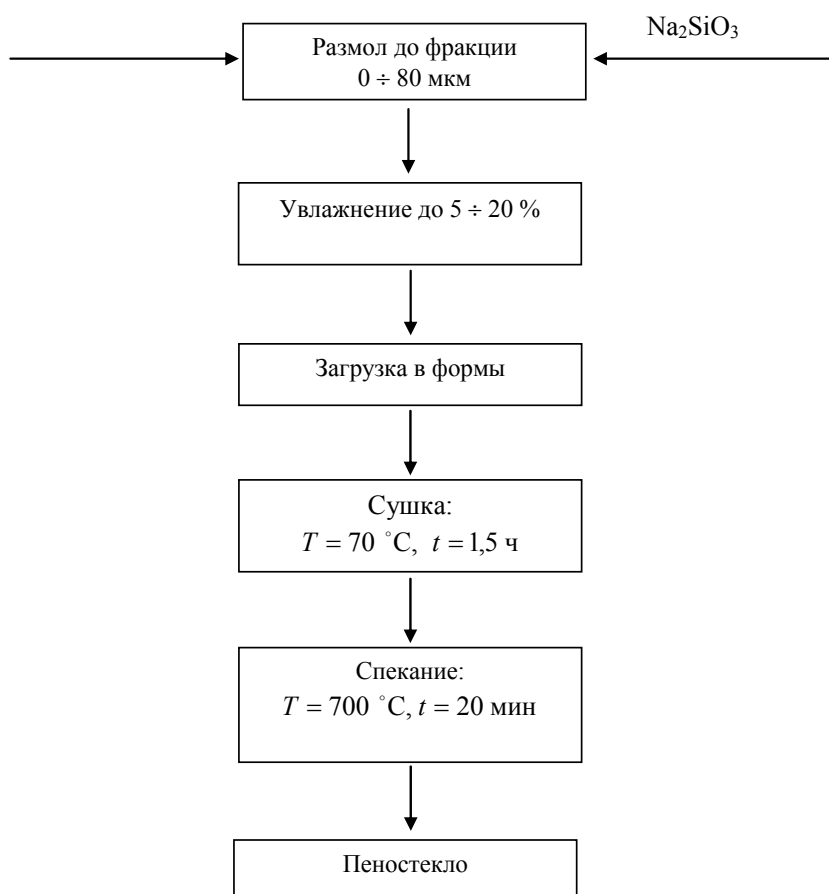 Na₂SiO₃
Размол до фракции
0 ÷ 80 мкм
Увлажнение до 5 ÷ 20 %
Загрузка в формы
Сушка:
T = 70 °C, t = 1,5 ч
Спекание:
T = 700 °C, t = 20 мин
Пеностекло